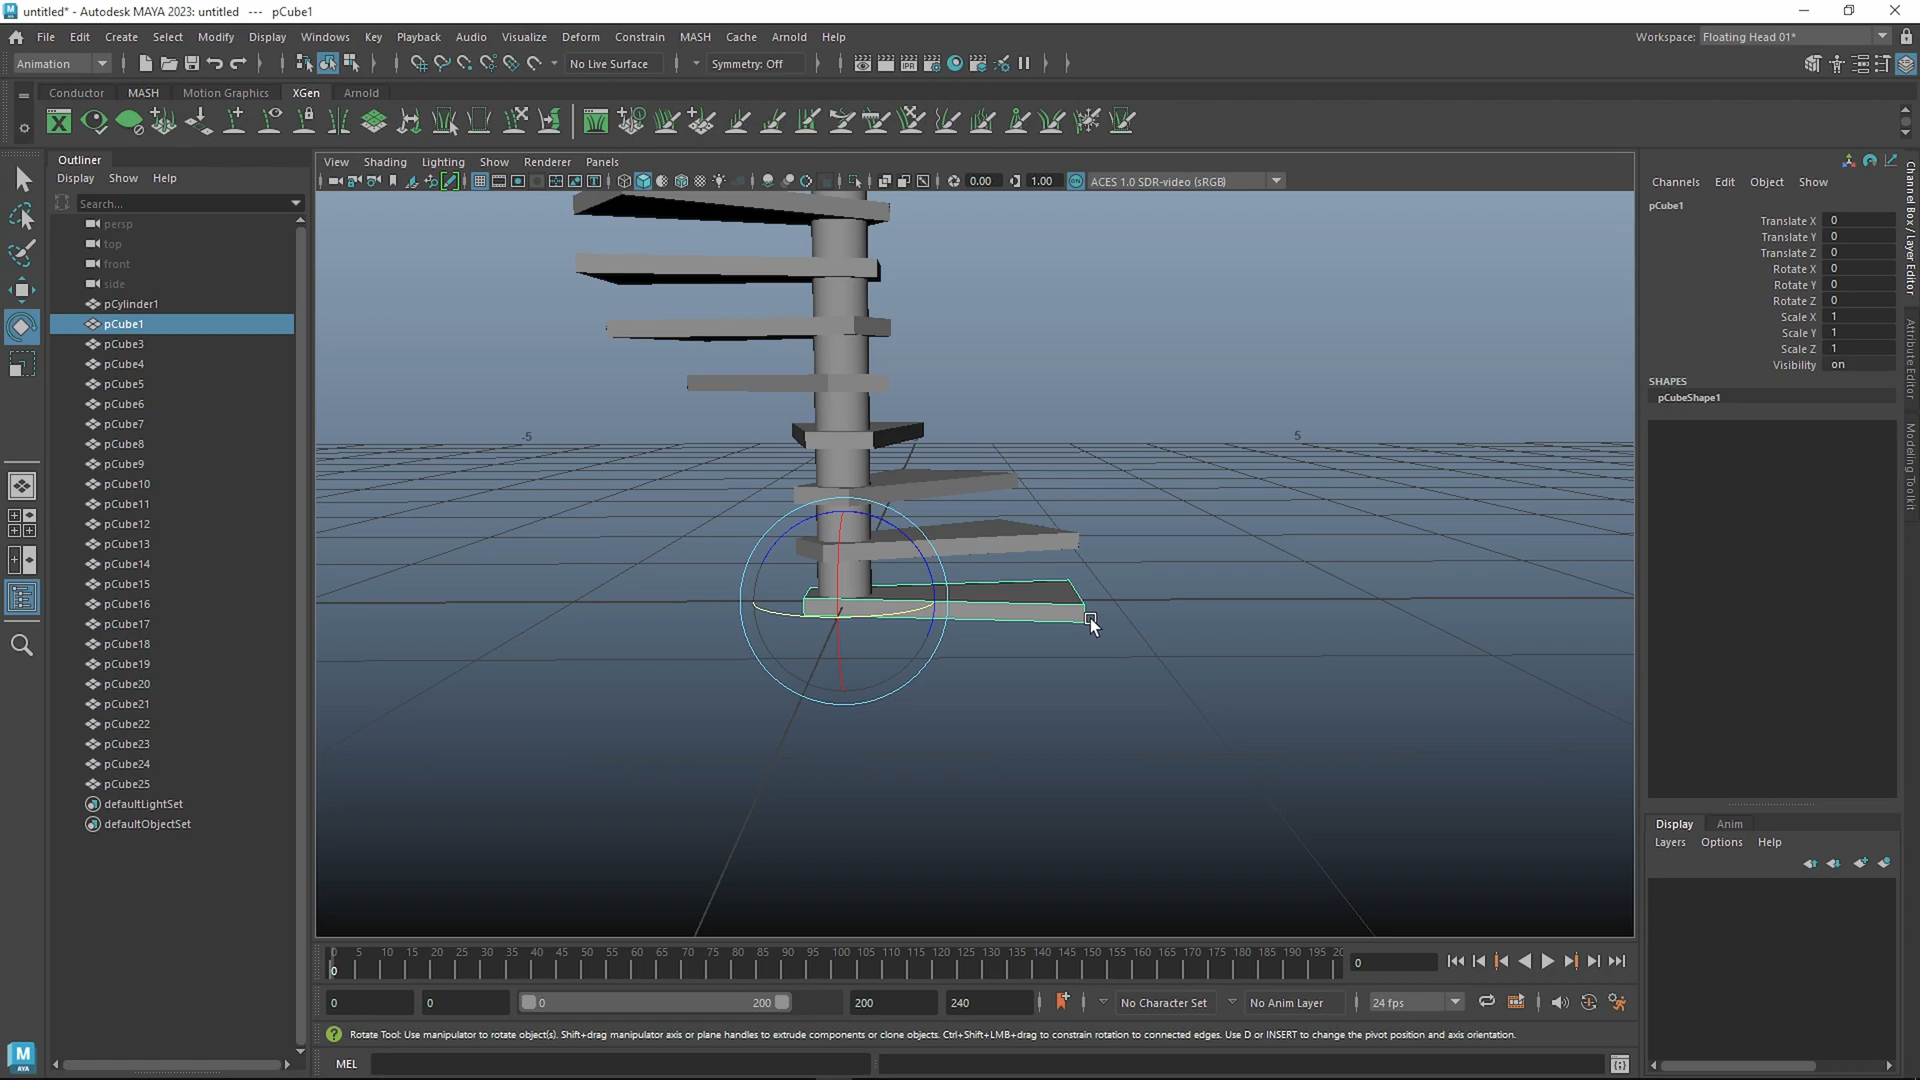 untitled* - Autodesk MAYA 2023: untitled --- pCube1
File Edit Create Select Modify Display Windows Key Playback Audio Visualize Deform Constrain MASH Cache Arnold Help
Workspace: Floating Head 01*
Animation
No Live Surface
Symmetry: Off
Conductor MASH Motion Graphics XGen Arnold
Outliner
Display Show Help
Search...
persp
top
front
side
pCylinder1
pCube1
pCube3
pCube4
pCube5
pCube6
pCube7
pCube8
pCube9
pCube10
pCube11
pCube12
pCube13
pCube14
pCube15
pCube16
pCube17
pCube18
pCube19
pCube20
pCube21
pCube22
pCube23
pCube24
pCube25
defaultLightSet
defaultObjectSet
View Shading Lighting Show Renderer Panels
0.00 1.00 ACES 1.0 SDR-video (sRGB)
-5 5
Channels Edit Object Show
pCube1
Translate X 0
Translate Y 0
Translate Z 0
Rotate X 0
Rotate Y 0
Rotate Z 0
Scale X 1
Scale Y 1
Scale Z 1
Visibility on
SHAPES
pCubeShape1
Channel Box / Layer Editor
Attribute Editor
Modeling Toolkit
Display Anim
Layers Options Help
0 5 10 15 20 25 30 35 40 45 50 55 60 65 70 75 80 85 90 95 100 105 110 115 120 125 130 135 140 145 150 155 160 165 170 175 180 185 190 195 20
0
0
0 0 0 200 200 240 No Character Set No Anim Layer 24 fps
Rotate Tool: Use manipulator to rotate object(s). Shift+drag manipulator axis or plane handles to extrude components or clone objects. Ctrl+Shift+LMB+drag to constrain rotation to connected edges. Use D or INSERT to change the pivot position and axis orientation.
MEL
M
AYA